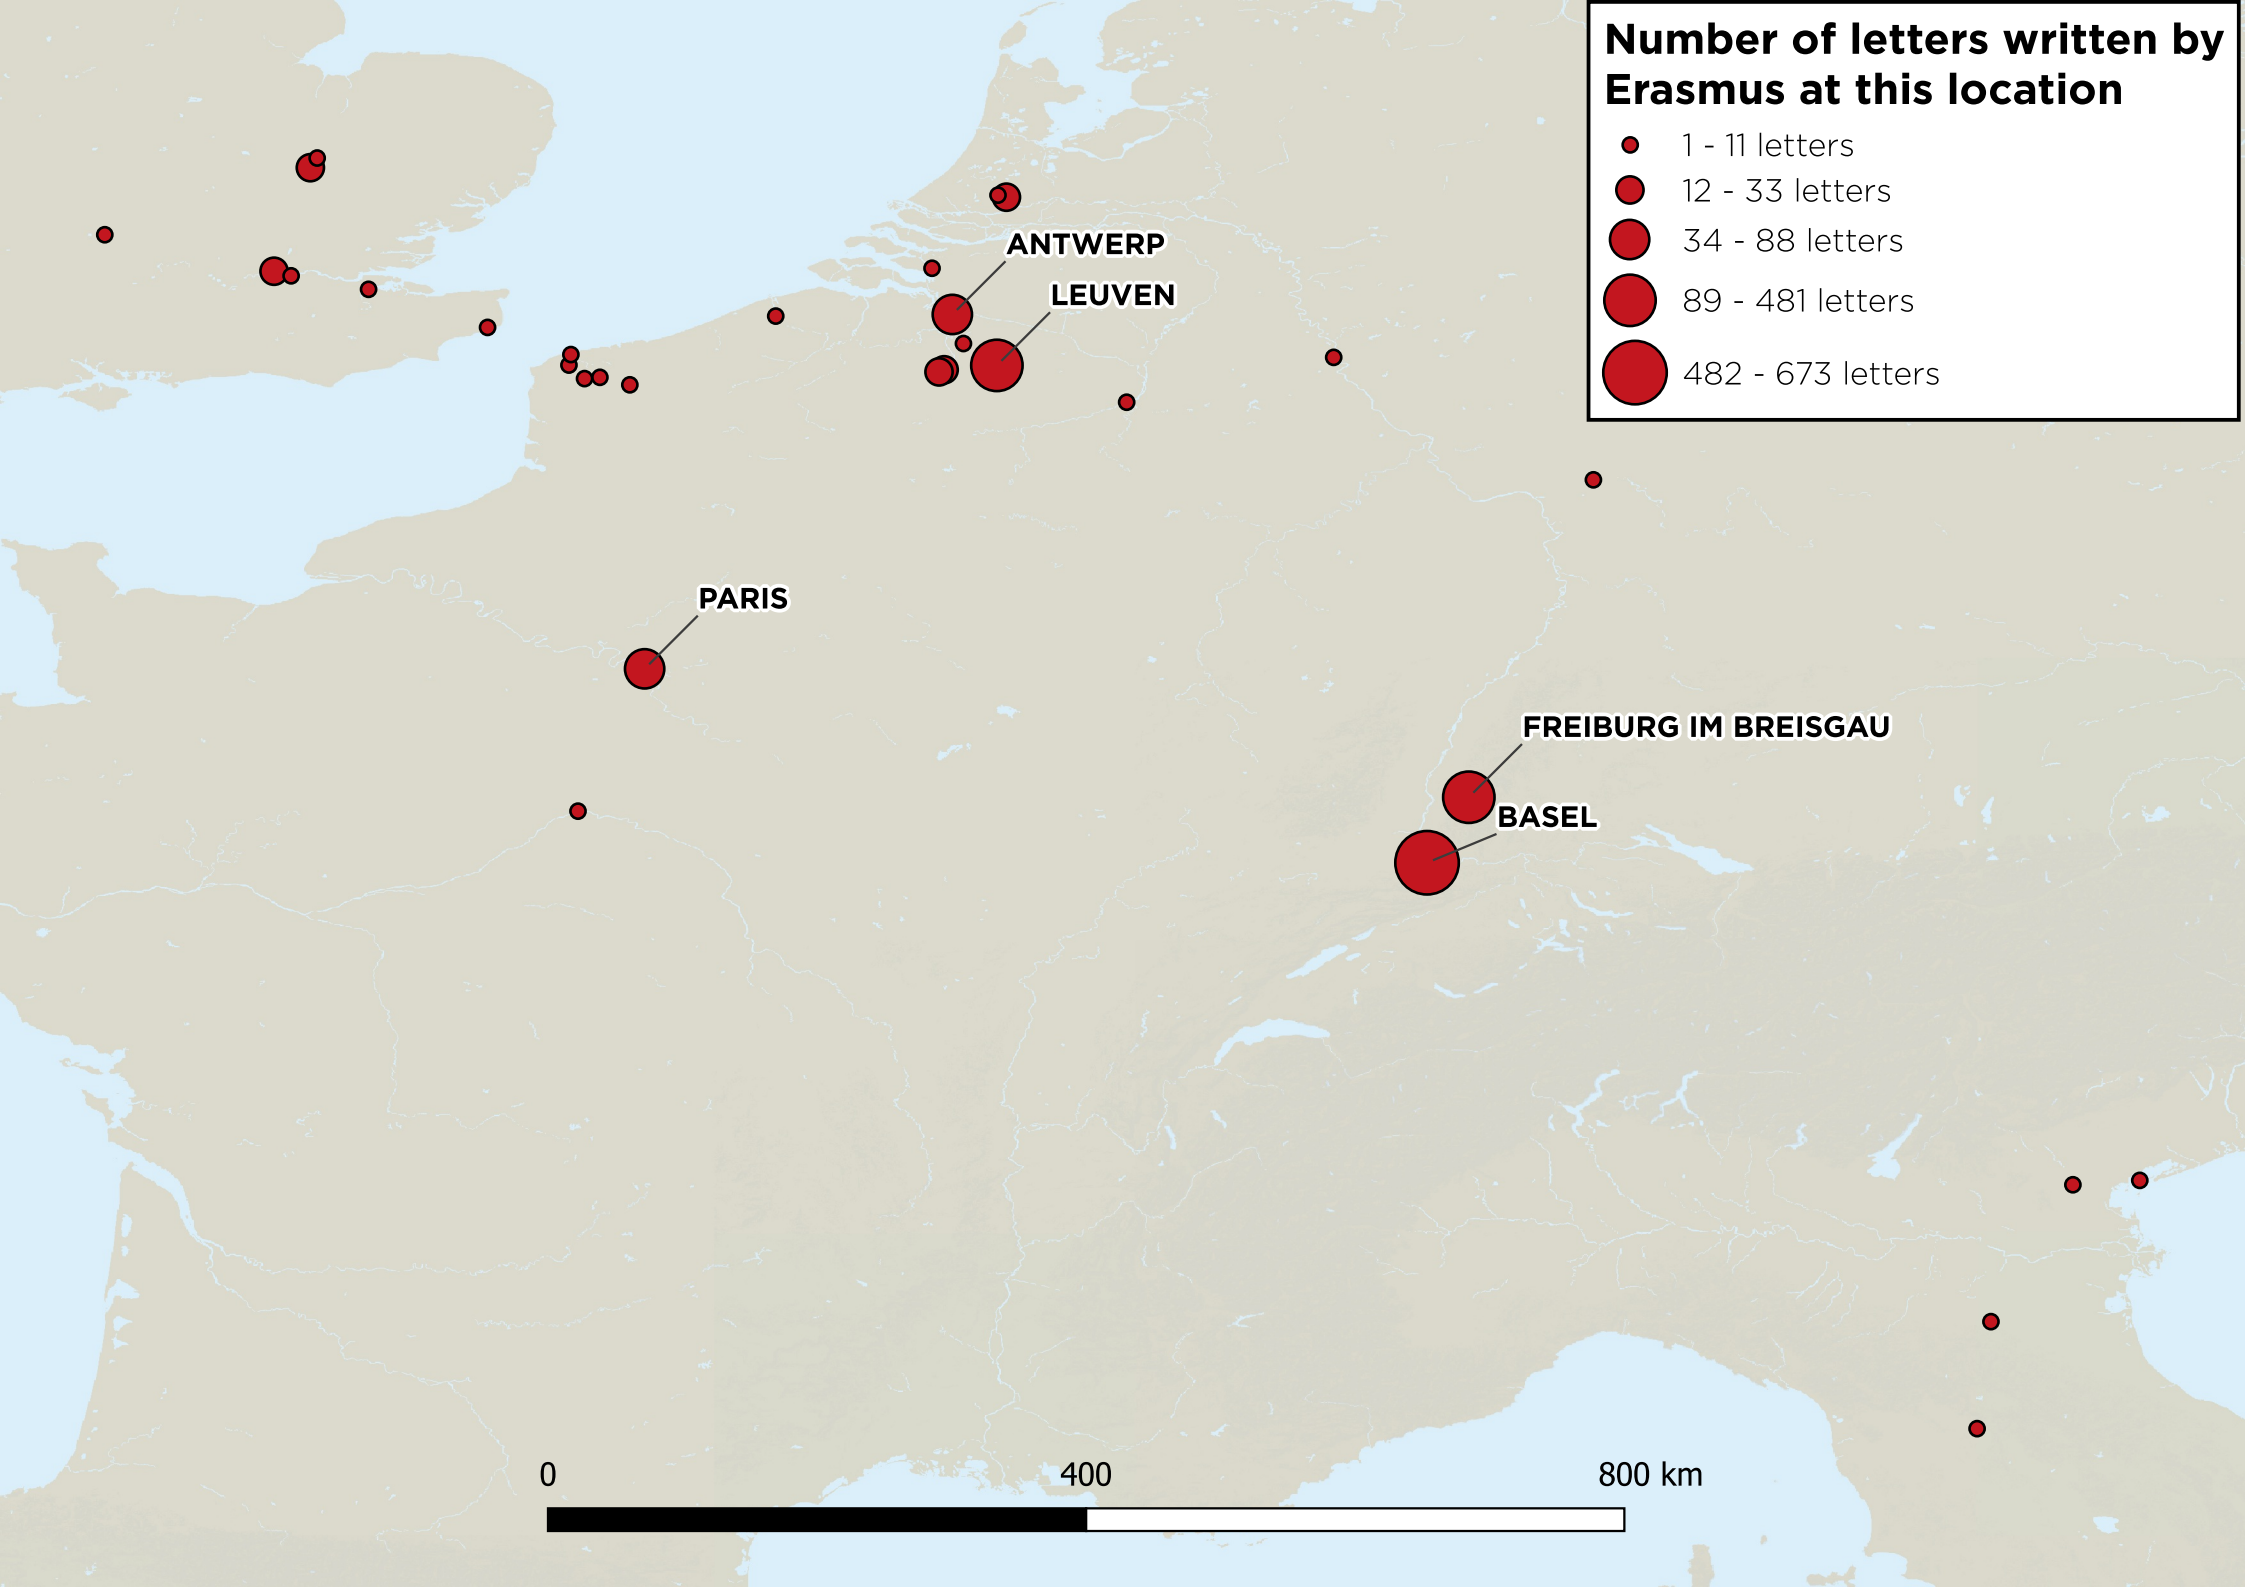 Number of letters written by
Erasmus at this location
1 - 11 letters
12 - 33 letters
34 - 88 letters
89 - 481 letters
482 - 673 letters
ANTWERP
LEUVEN
PARIS
FREIBURG IM BREISGAU
BASEL
0 400 800 km